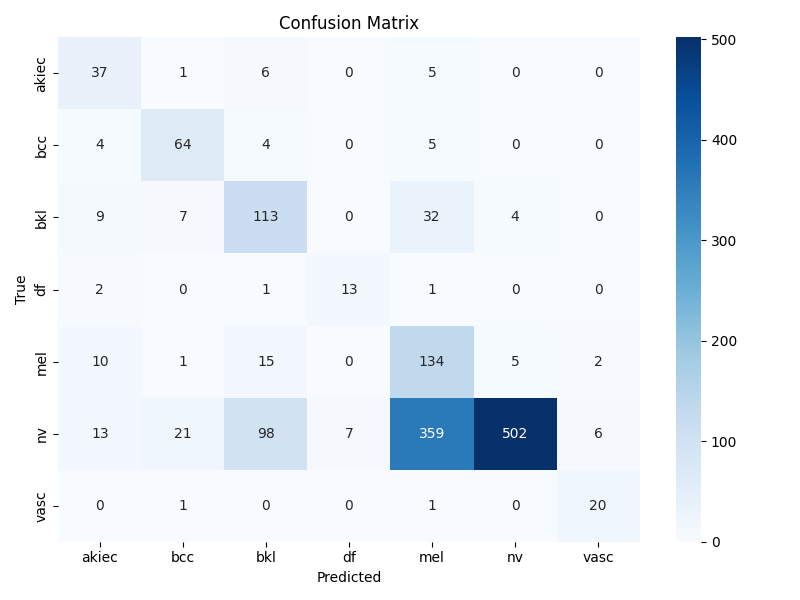 Confusion Matrix
akiec 37 1 6 0 5 0 0
bcc 4 64 4 0 5 0 0
bkl 9 7 113 0 32 4 0
df 2 0 1 13 1 0 0
mel 10 1 15 0 134 5 2
nv 13 21 98 7 359 502 6
vasc 0 1 0 0 1 0 20
akiec bcc bkl df mel nv vasc
Predicted
True
500
400
300
200
100
0